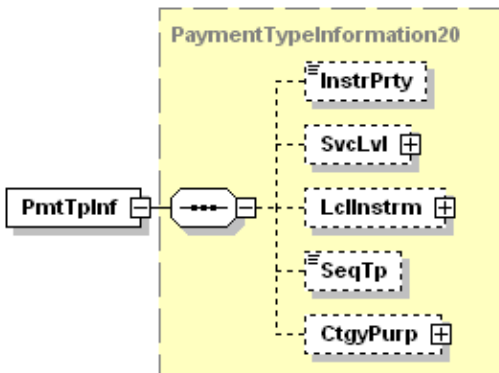 PaymentTypeInformation20
InstrPrty
SvcLvl
PmtTpInf
LclInstrm
SeqTp
CtgyPurp